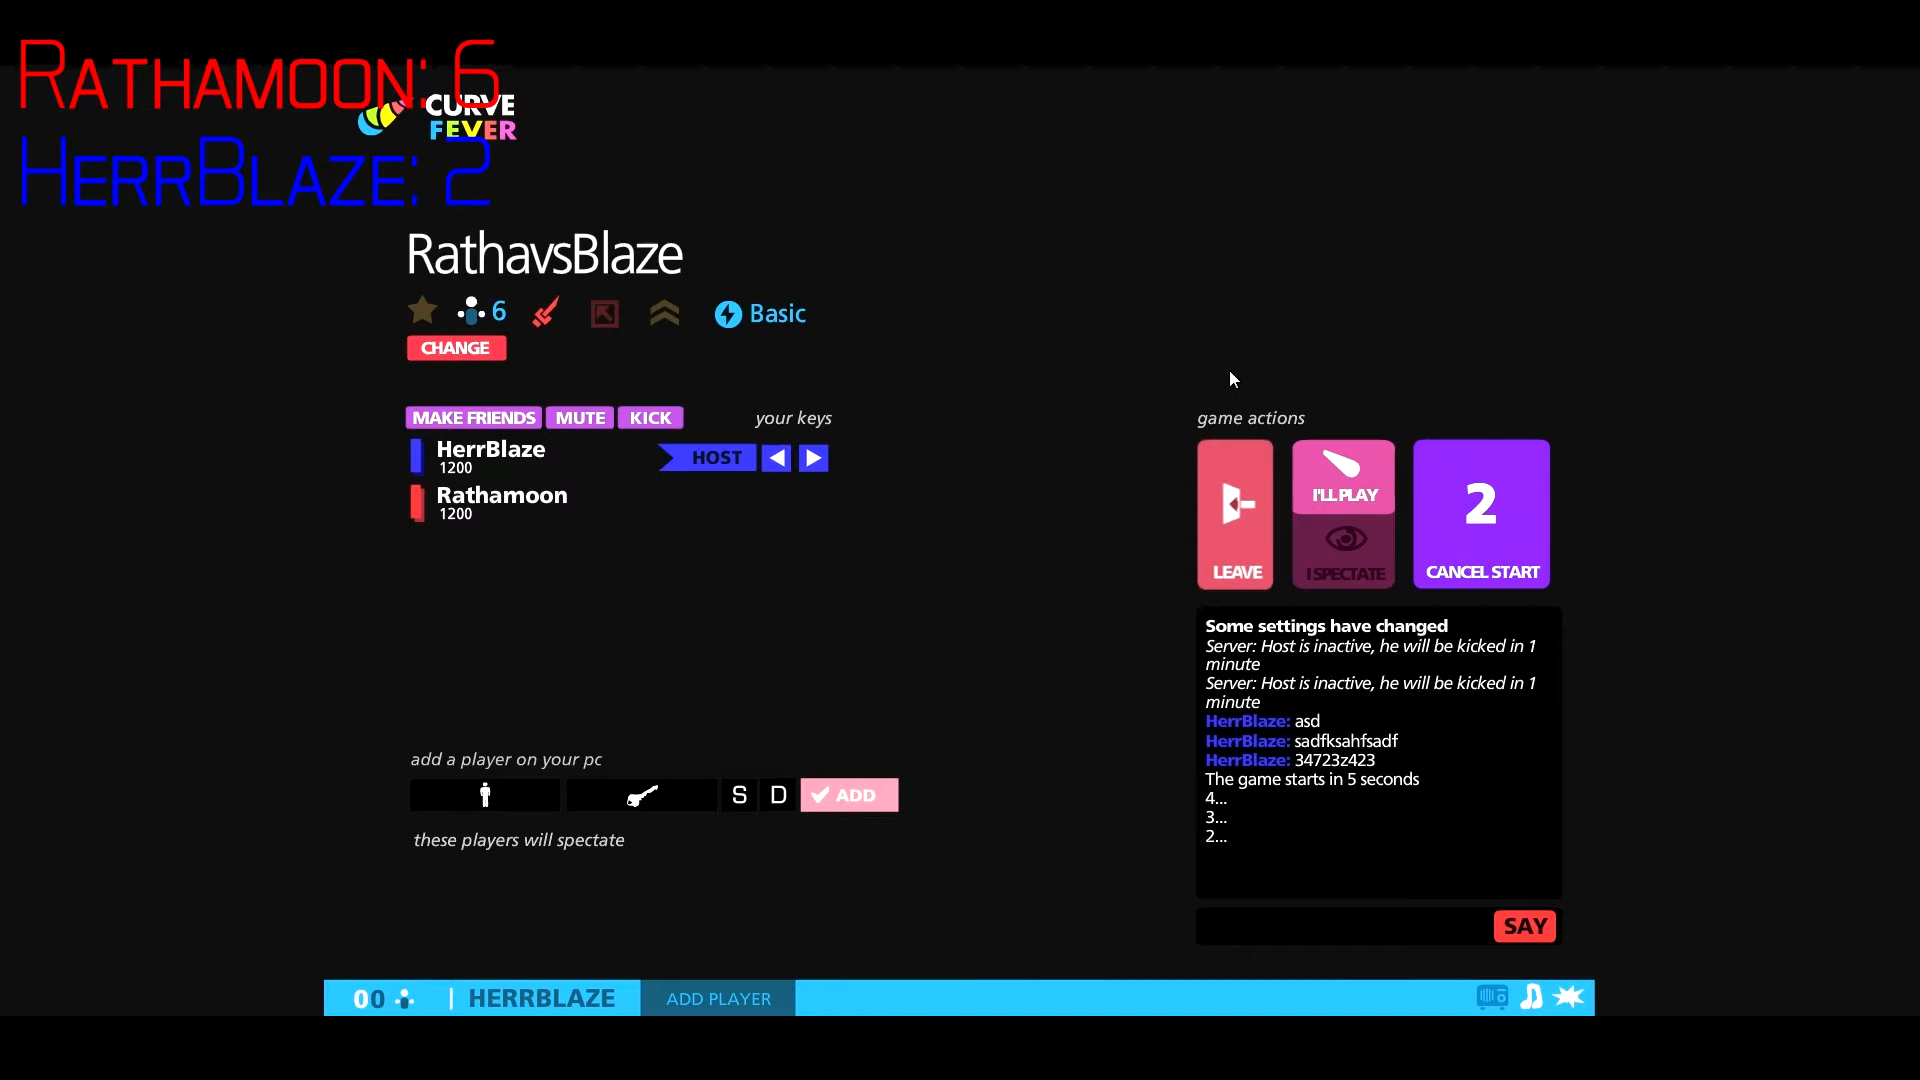 RATHAMOON: 6
CURVE
FEVER
HERRBLAZE: 2
RathavsBlaze
6
Basic
CHANGE
MAKE FRIENDS MUTE KICK your keys
HerrBlaze
1200
HOST
Rathamoon
1200
game actions
LEAVE
I'LL PLAY
I SPECTATE
2
CANCEL START
Some settings have changed
Server: Host is inactive, he will be kicked in 1
minute
Server: Host is inactive, he will be kicked in 1
minute
HerrBlaze: asd
HerrBlaze: sadfksahfsadf
HerrBlaze: 34723z423
The game starts in 5 seconds
4...
3...
2...
add a player on your pc
S D ADD
these players will spectate
SAY
00 | HERRBLAZE ADD PLAYER